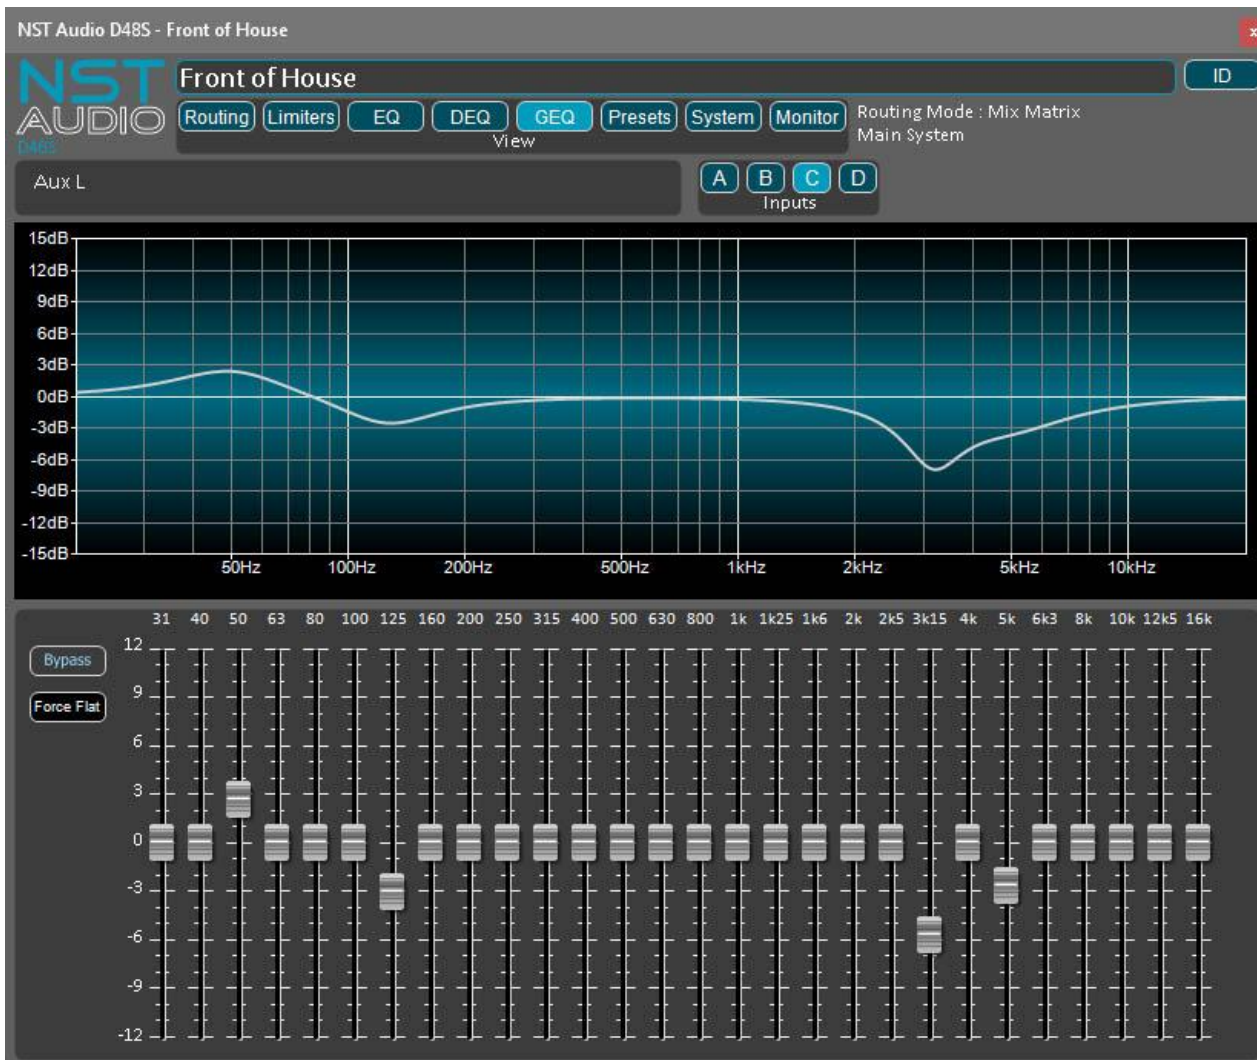 NST Audio D48S - Front of House
x
NST
AUDIO
D48S
Front of House
ID
Routing Limiters EQ DEQ GEQ Presets System Monitor
View
Routing Mode : Mix Matrix
Main System
Aux L
A B C D
Inputs
15dB
12dB
9dB
6dB
3dB
0dB
-3dB
-6dB
-9dB
-12dB
-15dB
50Hz 100Hz 200Hz 500Hz 1kHz 2kHz 5kHz 10kHz
31 40 50 63 80 100 125 160 200 250 315 400 500 630 800 1k 1k25 1k6 2k 2k5 3k15 4k 5k 6k3 8k 10k 12k5 16k
Bypass
Force Flat
12
9
6
3
0
-3
-6
-9
-12